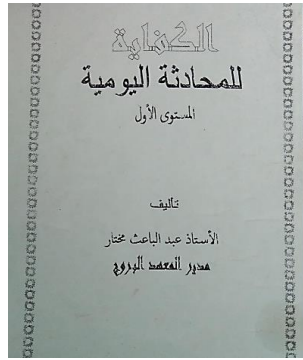 الكفاية
للمحادثة اليومية
المستوى الأول
تأليف
الأستاذ عبد الباعث مختار
مدير المعهد البروج